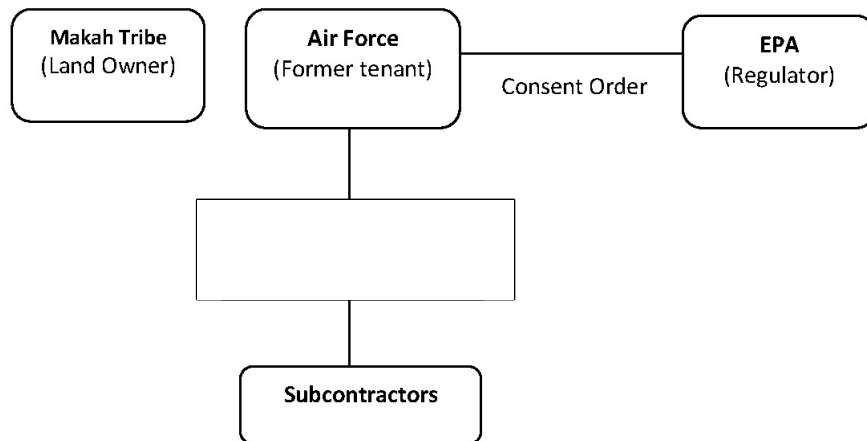 Makah Tribe
(Land Owner)
Air Force
(Former tenant)
Consent Order
EPA
(Regulator)
Subcontractors